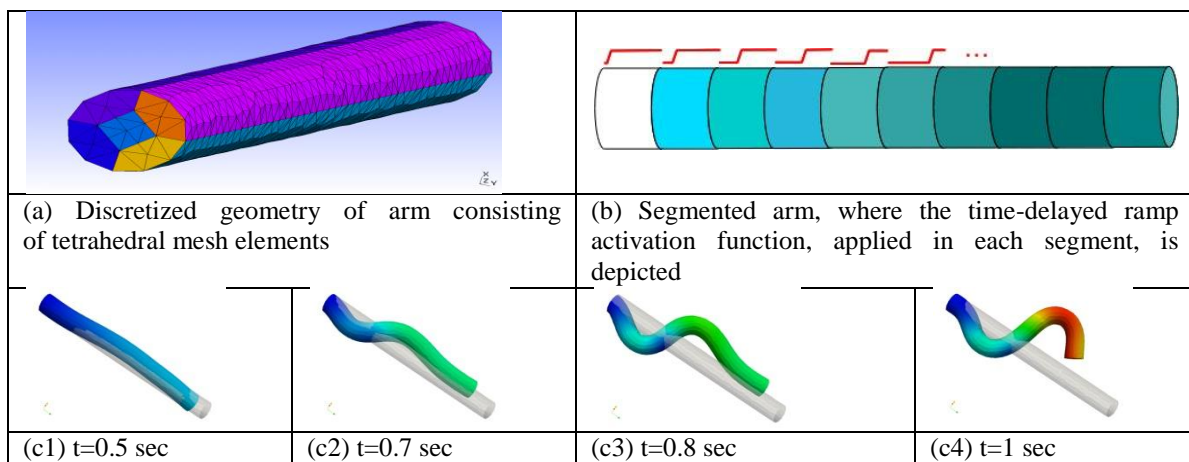 (a) Discretized geometry of arm consisting
of tetrahedral mesh elements
(b) Segmented arm, where the time-delayed ramp
activation function, applied in each segment, is
depicted
(c1) t=0.5 sec
(c2) t=0.7 sec
(c3) t=0.8 sec
(c4) t=1 sec